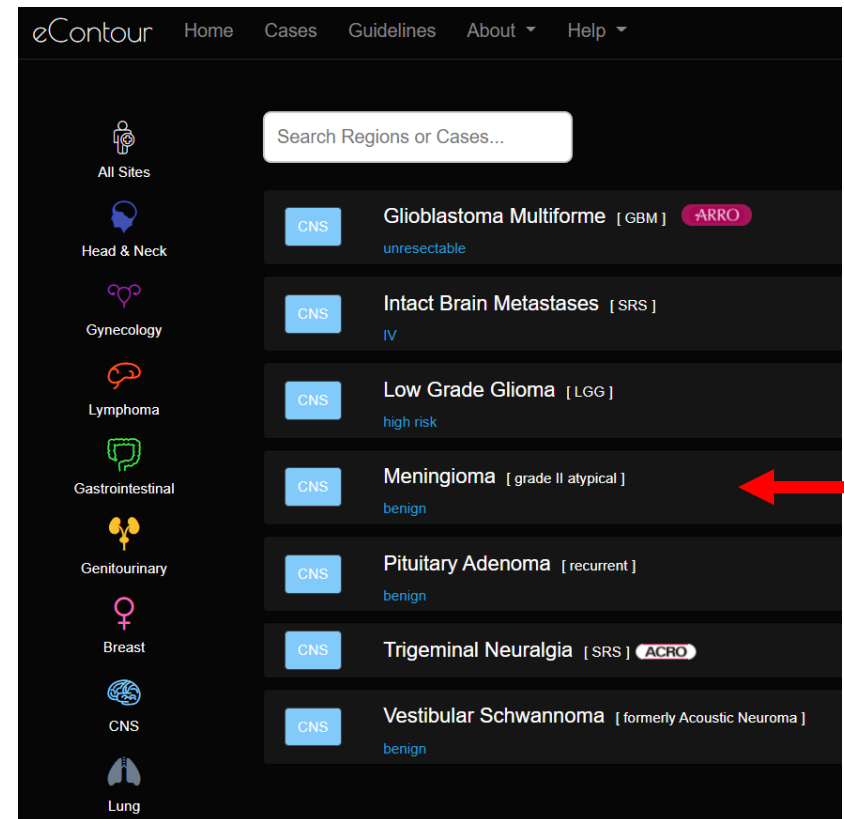 eContour Home Cases Guidelines About Help
Search Regions or Cases...
All Sites
Head & Neck
Gynecology
Lymphoma
Gastrointestinal
Genitourinary
Breast
CNS
Lung
CNS Glioblastoma Multiforme [ GBM ] ARRO
unresectable
CNS Intact Brain Metastases [ SRS ]
IV
CNS Low Grade Glioma [ LGG ]
high risk
CNS Meningioma [ grade II atypical ]
benign
CNS Pituitary Adenoma [ recurrent ]
benign
CNS Trigeminal Neuralgia [ SRS ] ACRO
CNS Vestibular Schwannoma [ formerly Acoustic Neuroma ]
benign